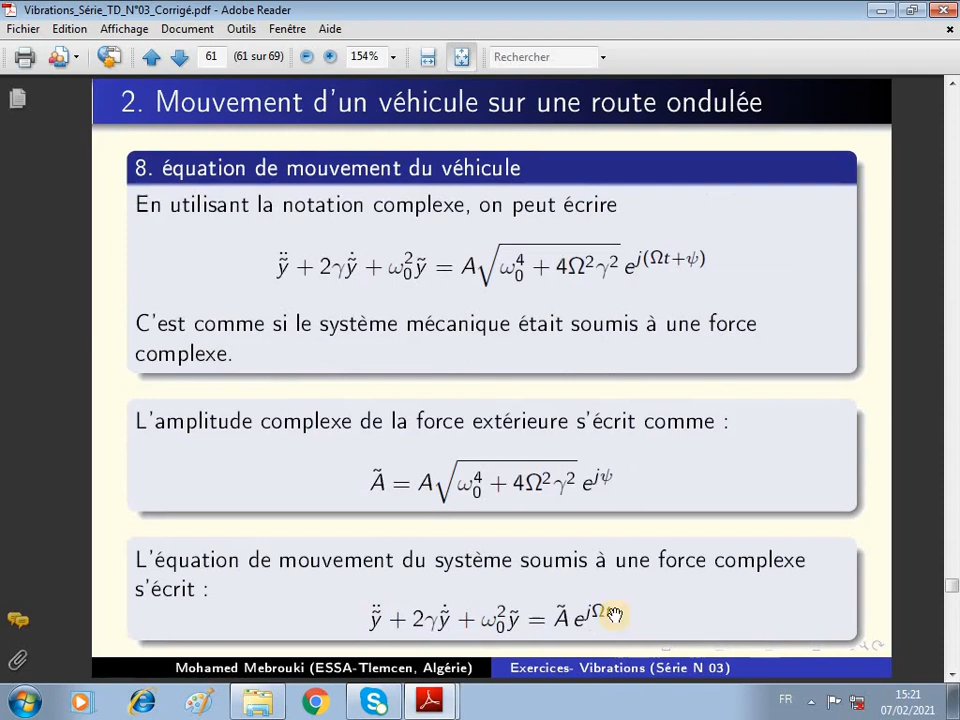 Vibrations_Série_TD_N°03_Corrigé.pdf - Adobe Reader
Fichier Edition Affichage Document Outils Fenêtre Aide
61 (61 sur 69) 154% Rechercher
2. Mouvement d'un véhicule sur une route ondulée
8. équation de mouvement du véhicule
En utilisant la notation complexe, on peut écrire
ỹ̈ + 2γỹ̇ + ω₀²ỹ = A√(ω₀⁴ + 4Ω²γ²) e^{j(Ωt+ψ)}
C'est comme si le système mécanique était soumis à une force
complexe.
L'amplitude complexe de la force extérieure s'écrit comme :
Ã = A√(ω₀⁴ + 4Ω²γ²) e^{jψ}
L'équation de mouvement du système soumis à une force complexe
s'écrit :
ỹ̈ + 2γỹ̇ + ω₀²ỹ = Ã e^{jΩ
Mohamed Mebrouki (ESSA-Tlemcen, Algérie) Exercices- Vibrations (Série N 03)
FR 15:21
07/02/2021